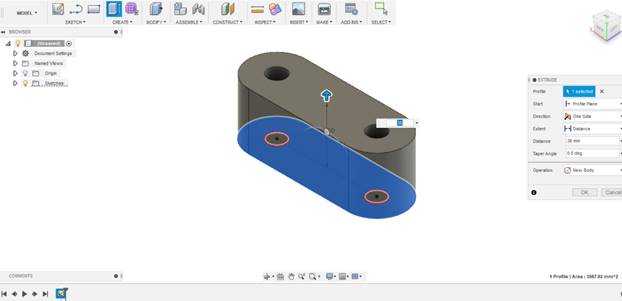 MODEL
SKETCH
CREATE
MODIFY
ASSEMBLE
CONSTRUCT
INSPECT
INSERT
MAKE
ADD-INS
SELECT
BROWSER
(Unsaved)
Document Settings
Named Views
Origin
Sketches
EXTRUDE
Profile 1 selected
Start Profile Plane
Direction One Side
Extent Distance
Distance 38 mm
Taper Angle 0.0 deg
Operation New Body
OK Cancel
COMMENTS
1 Profile | Area : 3567.92 mm^2